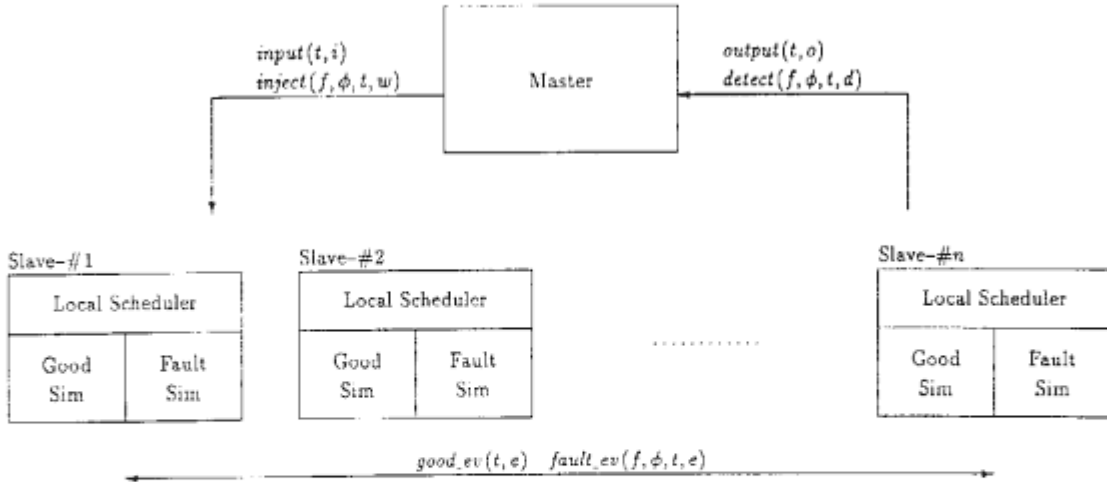 input(t, i)
inject(f, ϕ, t, w)
Master
output(t, o)
detect(f, ϕ, t, d)
Slave–#1
Local Scheduler
Good Sim
Fault Sim
Slave–#2
Local Scheduler
Good Sim
Fault Sim
............
Slave–#n
Local Scheduler
Good Sim
Fault Sim
good_ev(t, e) fault_ev(f, ϕ, t, e)